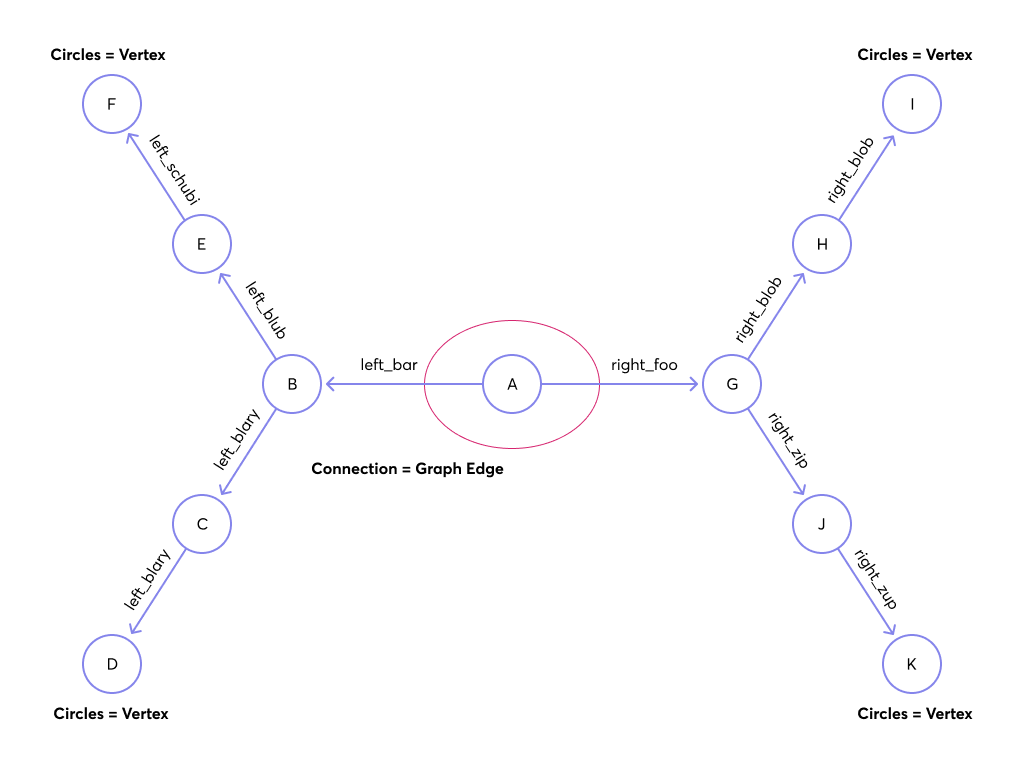 Circles = Vertex
Circles = Vertex
F
I
left_schubi
right_blob
E
H
left_blub
right_blob
left_bar
right_foo
B
A
G
left_blary
right_zip
Connection = Graph Edge
C
J
left_blary
right_zup
D
K
Circles = Vertex
Circles = Vertex